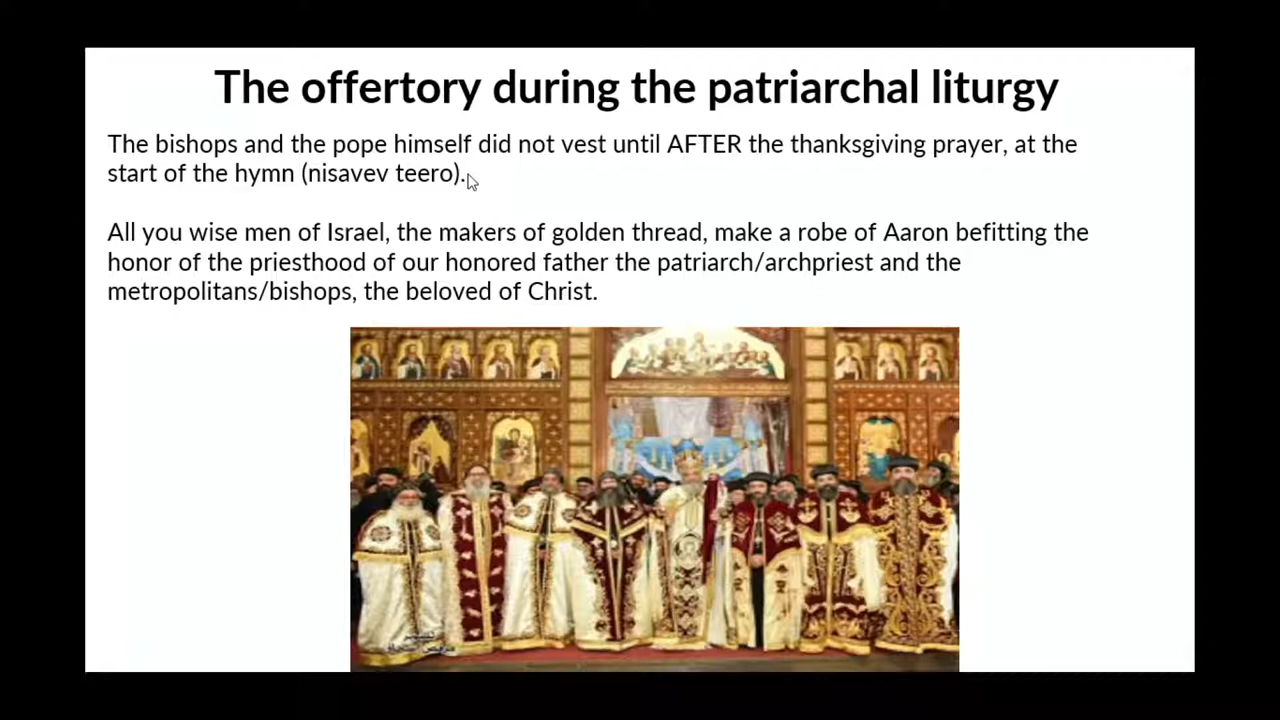 The offertory during the patriarchal liturgy
The bishops and the pope himself did not vest until AFTER the thanksgiving prayer, at the
start of the hymn (nisavev teero).
All you wise men of Israel, the makers of golden thread, make a robe of Aaron befitting the
honor of the priesthood of our honored father the patriarch/archpriest and the
metropolitans/bishops, the beloved of Christ.